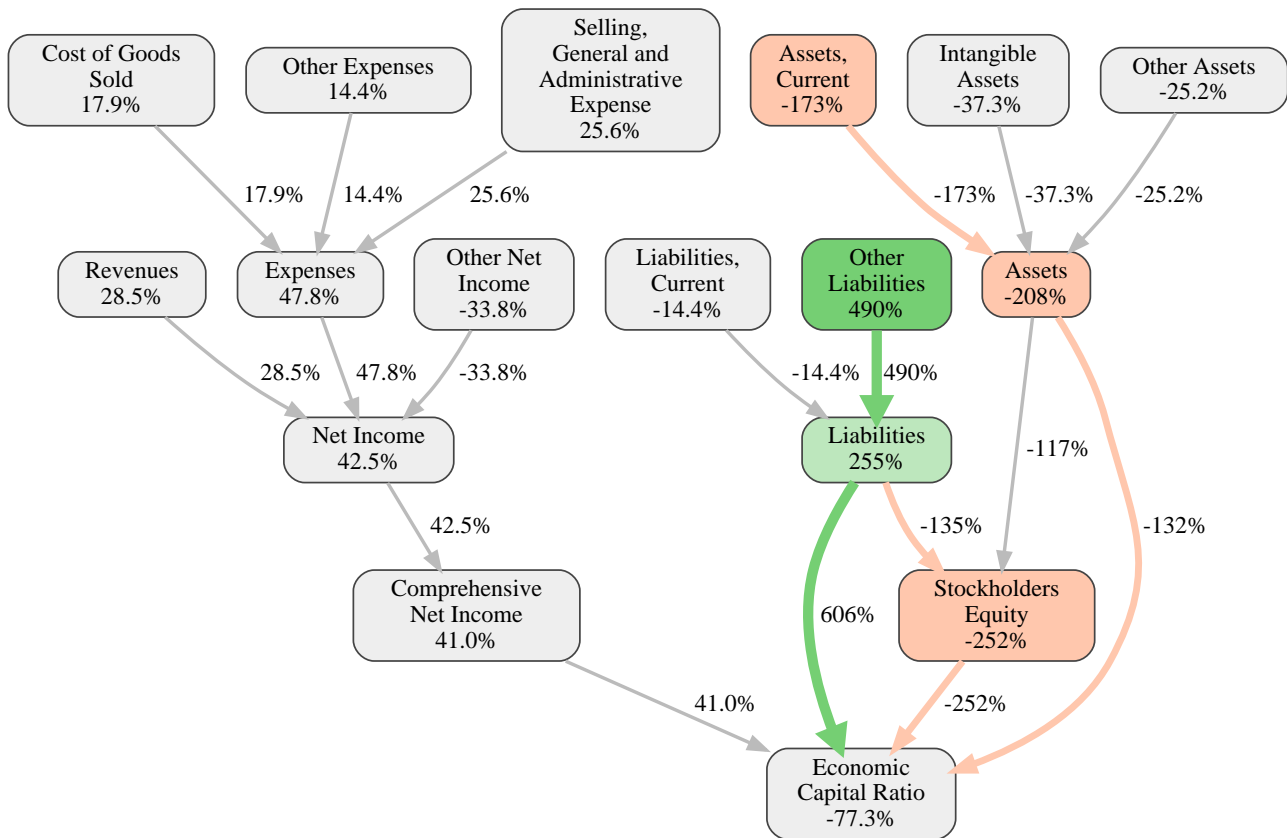 Cost of Goods
Sold
17.9%
Other Expenses
14.4%
Selling,
General and
Administrative
Expense
25.6%
Assets,
Current
-173%
Intangible
Assets
-37.3%
Other Assets
-25.2%
17.9%
14.4%
25.6%
-173%
-37.3%
-25.2%
Revenues
28.5%
Expenses
47.8%
Other Net
Income
-33.8%
Liabilities,
Current
-14.4%
Other
Liabilities
490%
Assets
-208%
28.5%
47.8%
-33.8%
-14.4%
490%
Net Income
42.5%
Liabilities
255%
-117%
42.5%
-135%
-132%
Comprehensive
Net Income
41.0%
606%
Stockholders
Equity
-252%
41.0%
-252%
Economic
Capital Ratio
-77.3%